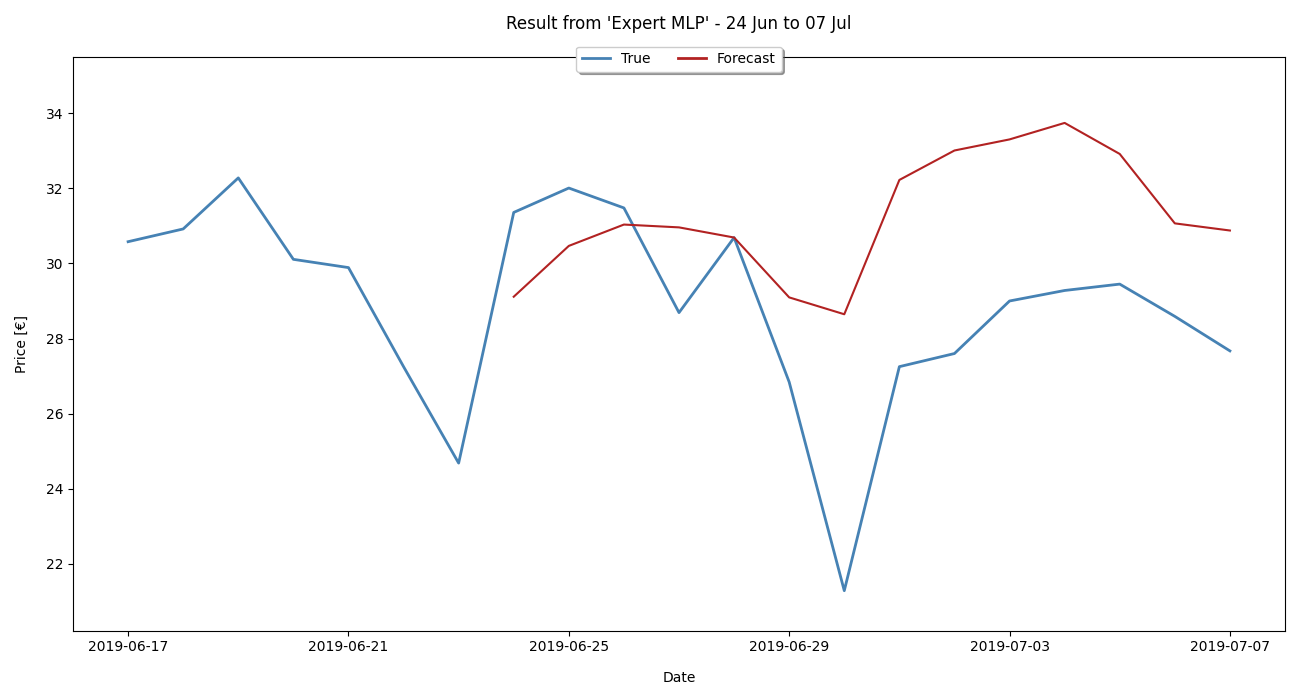 Result from 'Expert MLP' - 24 Jun to 07 Jul
True Forecast
34
32
30
28
26
24
22
Price [€]
2019-06-17 2019-06-21 2019-06-25 2019-06-29 2019-07-03 2019-07-07
Date